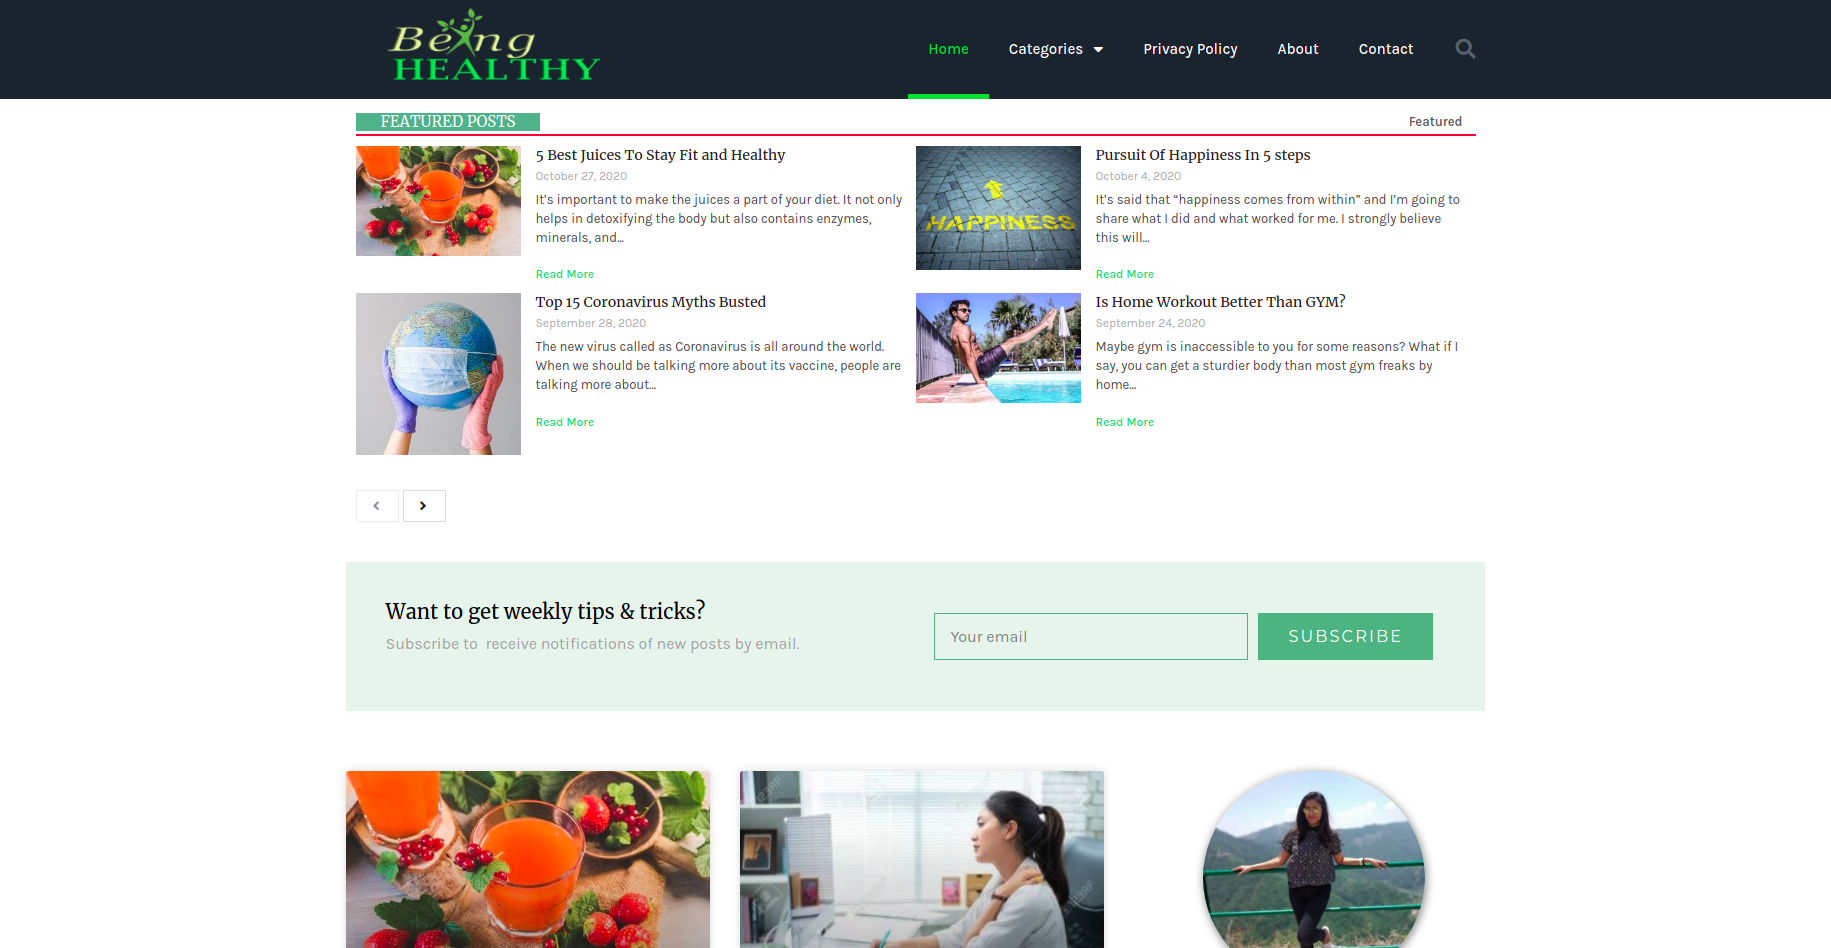 Being
HEALTHY
Home
Categories
Privacy Policy
About
Contact
FEATURED POSTS
Featured
5 Best Juices To Stay Fit and Healthy
October 27, 2020
It’s important to make the juices a part of your diet. It not only
helps in detoxifying the body but also contains enzymes,
minerals, and...
Read More
HAPPINESS
Pursuit Of Happiness In 5 steps
October 4, 2020
It’s said that “happiness comes from within” and I’m going to
share what I did and what worked for me. I strongly believe
this will...
Read More
Top 15 Coronavirus Myths Busted
September 28, 2020
The new virus called as Coronavirus is all around the world.
When we should be talking more about its vaccine, people are
talking more about...
Read More
Is Home Workout Better Than GYM?
September 24, 2020
Maybe gym is inaccessible to you for some reasons? What if I
say, you can get a sturdier body than most gym freaks by
home...
Read More
Want to get weekly tips & tricks?
Subscribe to  receive notifications of new posts by email.
Your email
SUBSCRIBE